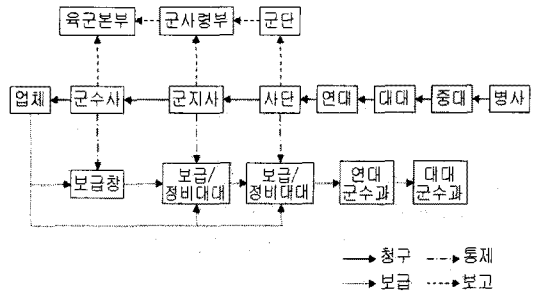 육군본부 군사령부 군단
업체 군수사 군지사 사단 연대 대대 중대 병사
보급창 보급/ 보급/ 연대 대대
정비대대 정비대대 군수과 군수과
청구 통제
보급 보고